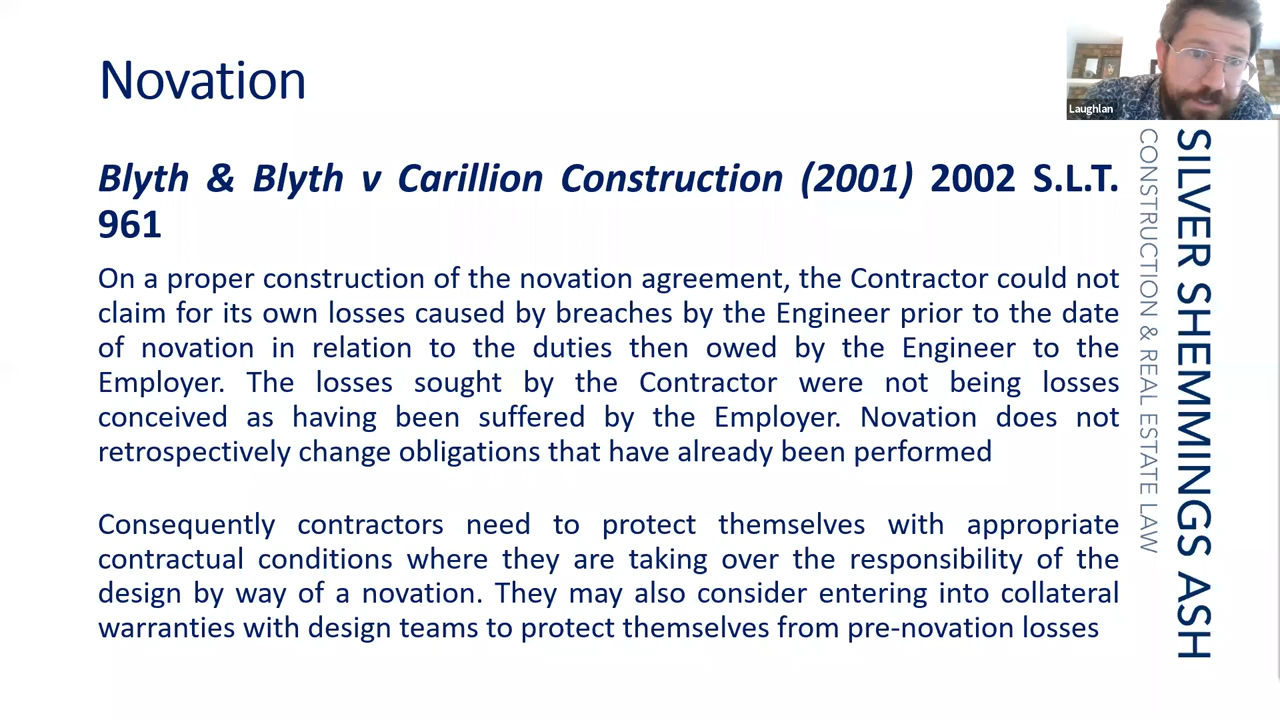 Novation
Laughlan
Blyth & Blyth v Carillion Construction (2001) 2002 S.L.T.
961
On a proper construction of the novation agreement, the Contractor could not
claim for its own losses caused by breaches by the Engineer prior to the date
of novation in relation to the duties then owed by the Engineer to the
Employer. The losses sought by the Contractor were not being losses
conceived as having been suffered by the Employer. Novation does not
retrospectively change obligations that have already been performed
Consequently contractors need to protect themselves with appropriate
contractual conditions where they are taking over the responsibility of the
design by way of a novation. They may also consider entering into collateral
warranties with design teams to protect themselves from pre-novation losses
SILVER SHEMMINGS ASH
CONSTRUCTION & REAL ESTATE LAW